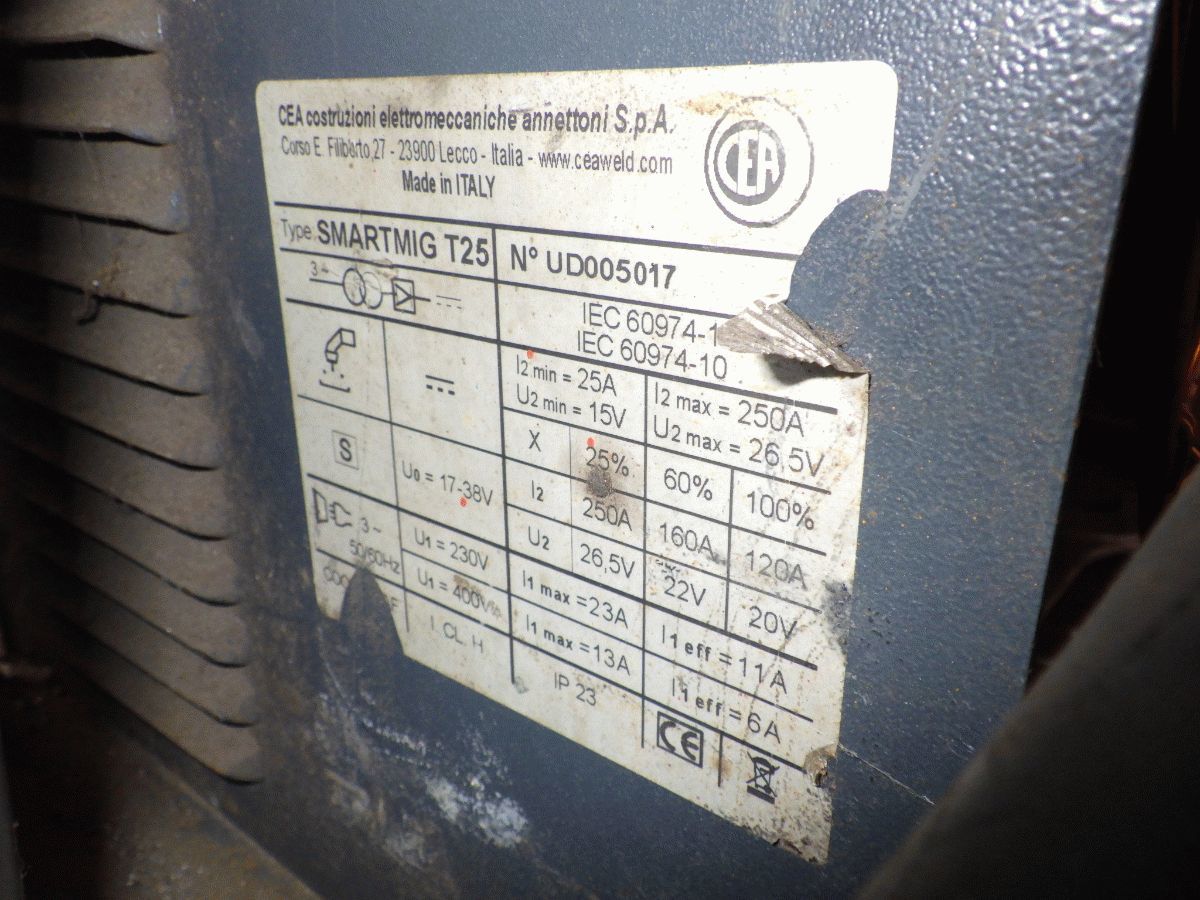 CEA costruzioni elettromeccaniche annettoni S.p.A.
Corso E. Filiberto,27 - 23900 Lecco - Italia - www.ceaweld.com
Made in ITALY
CEA
Type SMARTMIG T25 N° UD005017
3~
IEC 60974-1
IEC 60974-10
I2 min = 25A I2 max = 250A
U2 min = 15V U2 max = 26,5V
S U0 = 17-38V X 25% 60% 100%
I2 250A 160A 120A
U2 26,5V 22V 20V
3~ 50/60Hz U1 = 230V I1 max =23A I1 eff = 11A
U1 = 400V I1 max =13A I1 eff = 6A
COO F I. CL. H IP 23 CE